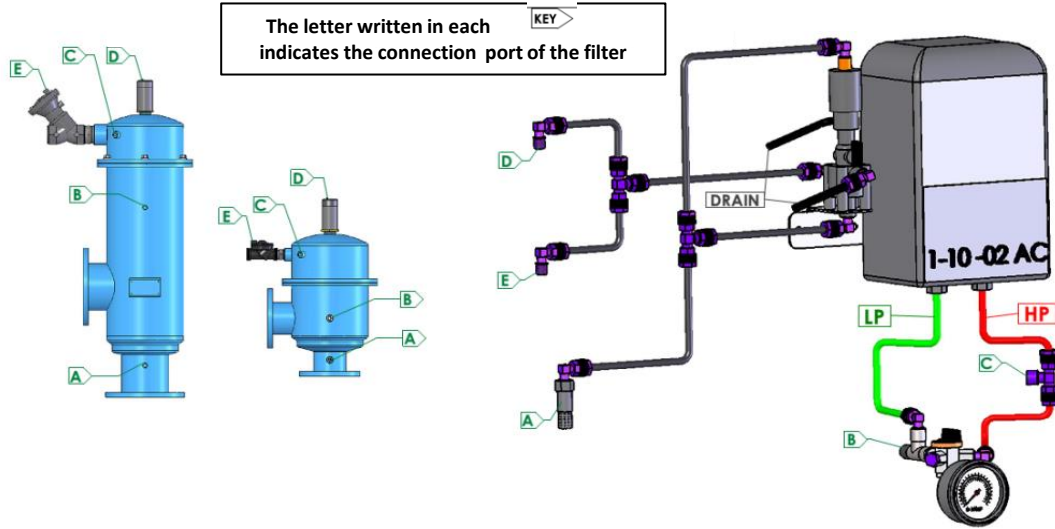 The letter written in each KEY
indicates the connection port of the filter
D
C
E
B
A
D
C
E
B
A
D
E
A
DRAIN
1-10 -02 AC
LP
HP
C
B